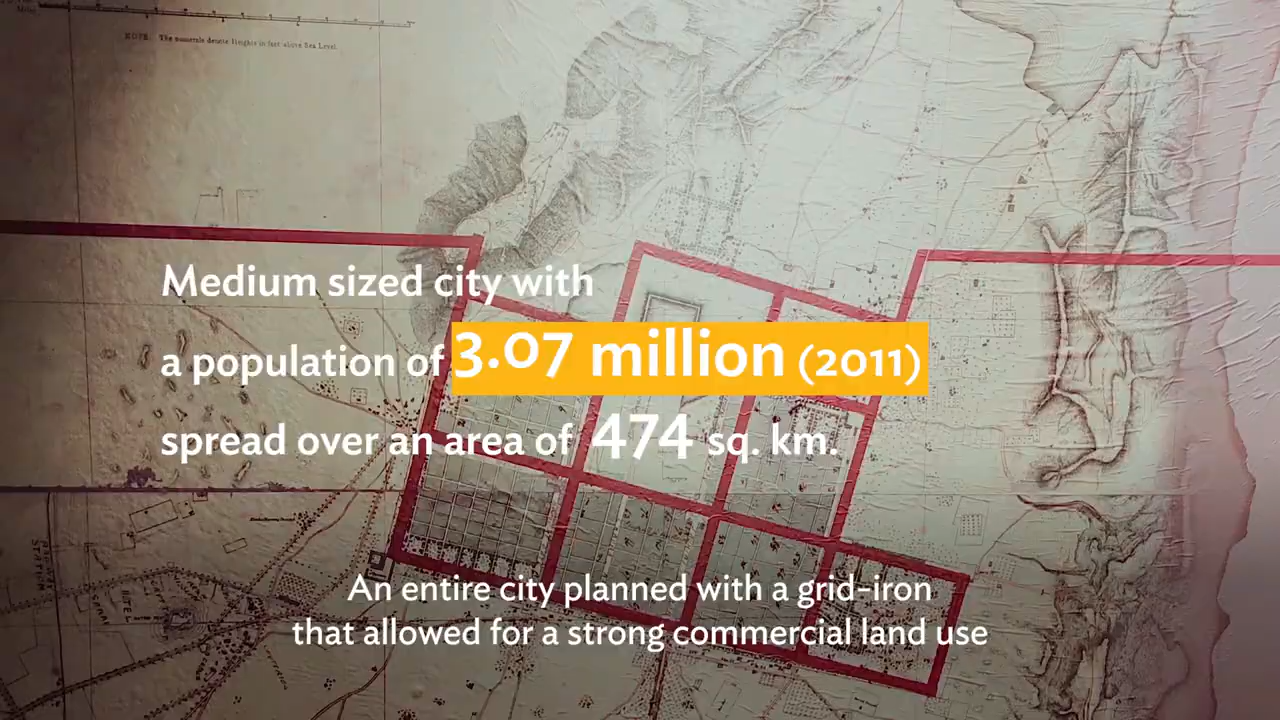 NOTE: The numerals denote Heights in feet above Sea Level.
Medium sized city with
a population of 3.07 million (2011)
spread over an area of 474 sq. km.
An entire city planned with a grid-iron
that allowed for a strong commercial land use
STATION